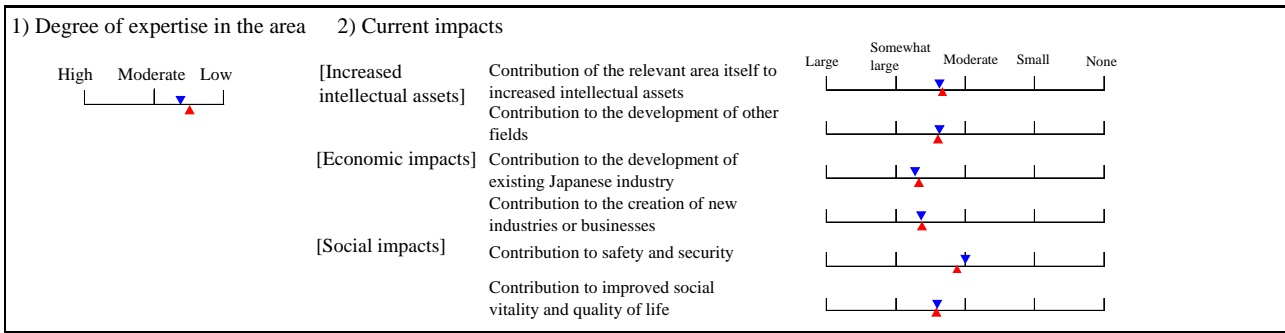 1) Degree of expertise in the area 2) Current impacts
High Moderate Low
Large Somewhat large Moderate Small None
[Increased intellectual assets]
Contribution of the relevant area itself to
increased intellectual assets
Contribution to the development of other
fields
[Economic impacts]
Contribution to the development of
existing Japanese industry
Contribution to the creation of new
industries or businesses
[Social impacts]
Contribution to safety and security
Contribution to improved social
vitality and quality of life